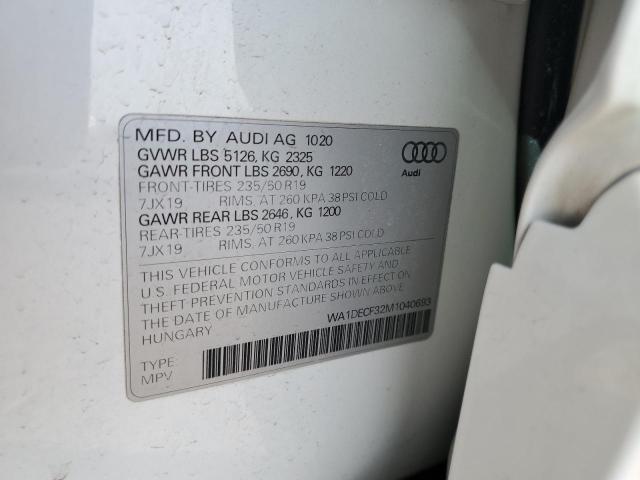 MFD. BY AUDI AG 1020
GVWR LBS 5126, KG 2325
GAWR FRONT LBS 2690, KG 1220
FRONT-TIRES 235/50 R19
7JX19 RIMS, AT 260 KPA 38 PSI COLD
GAWR REAR LBS 2646, KG 1200
REAR-TIRES 235/50 R19
7JX19 RIMS, AT 260 KPA 38 PSI COLD
Audi
THIS VEHICLE CONFORMS TO ALL APPLICABLE
U.S. FEDERAL MOTOR VEHICLE SAFETY AND
THEFT PREVENTION STANDARDS IN EFFECT ON
THE DATE OF MANUFACTURE SHOWN ABOVE.
HUNGARY
WA1DECF32M1040693
TYPE:
MPV